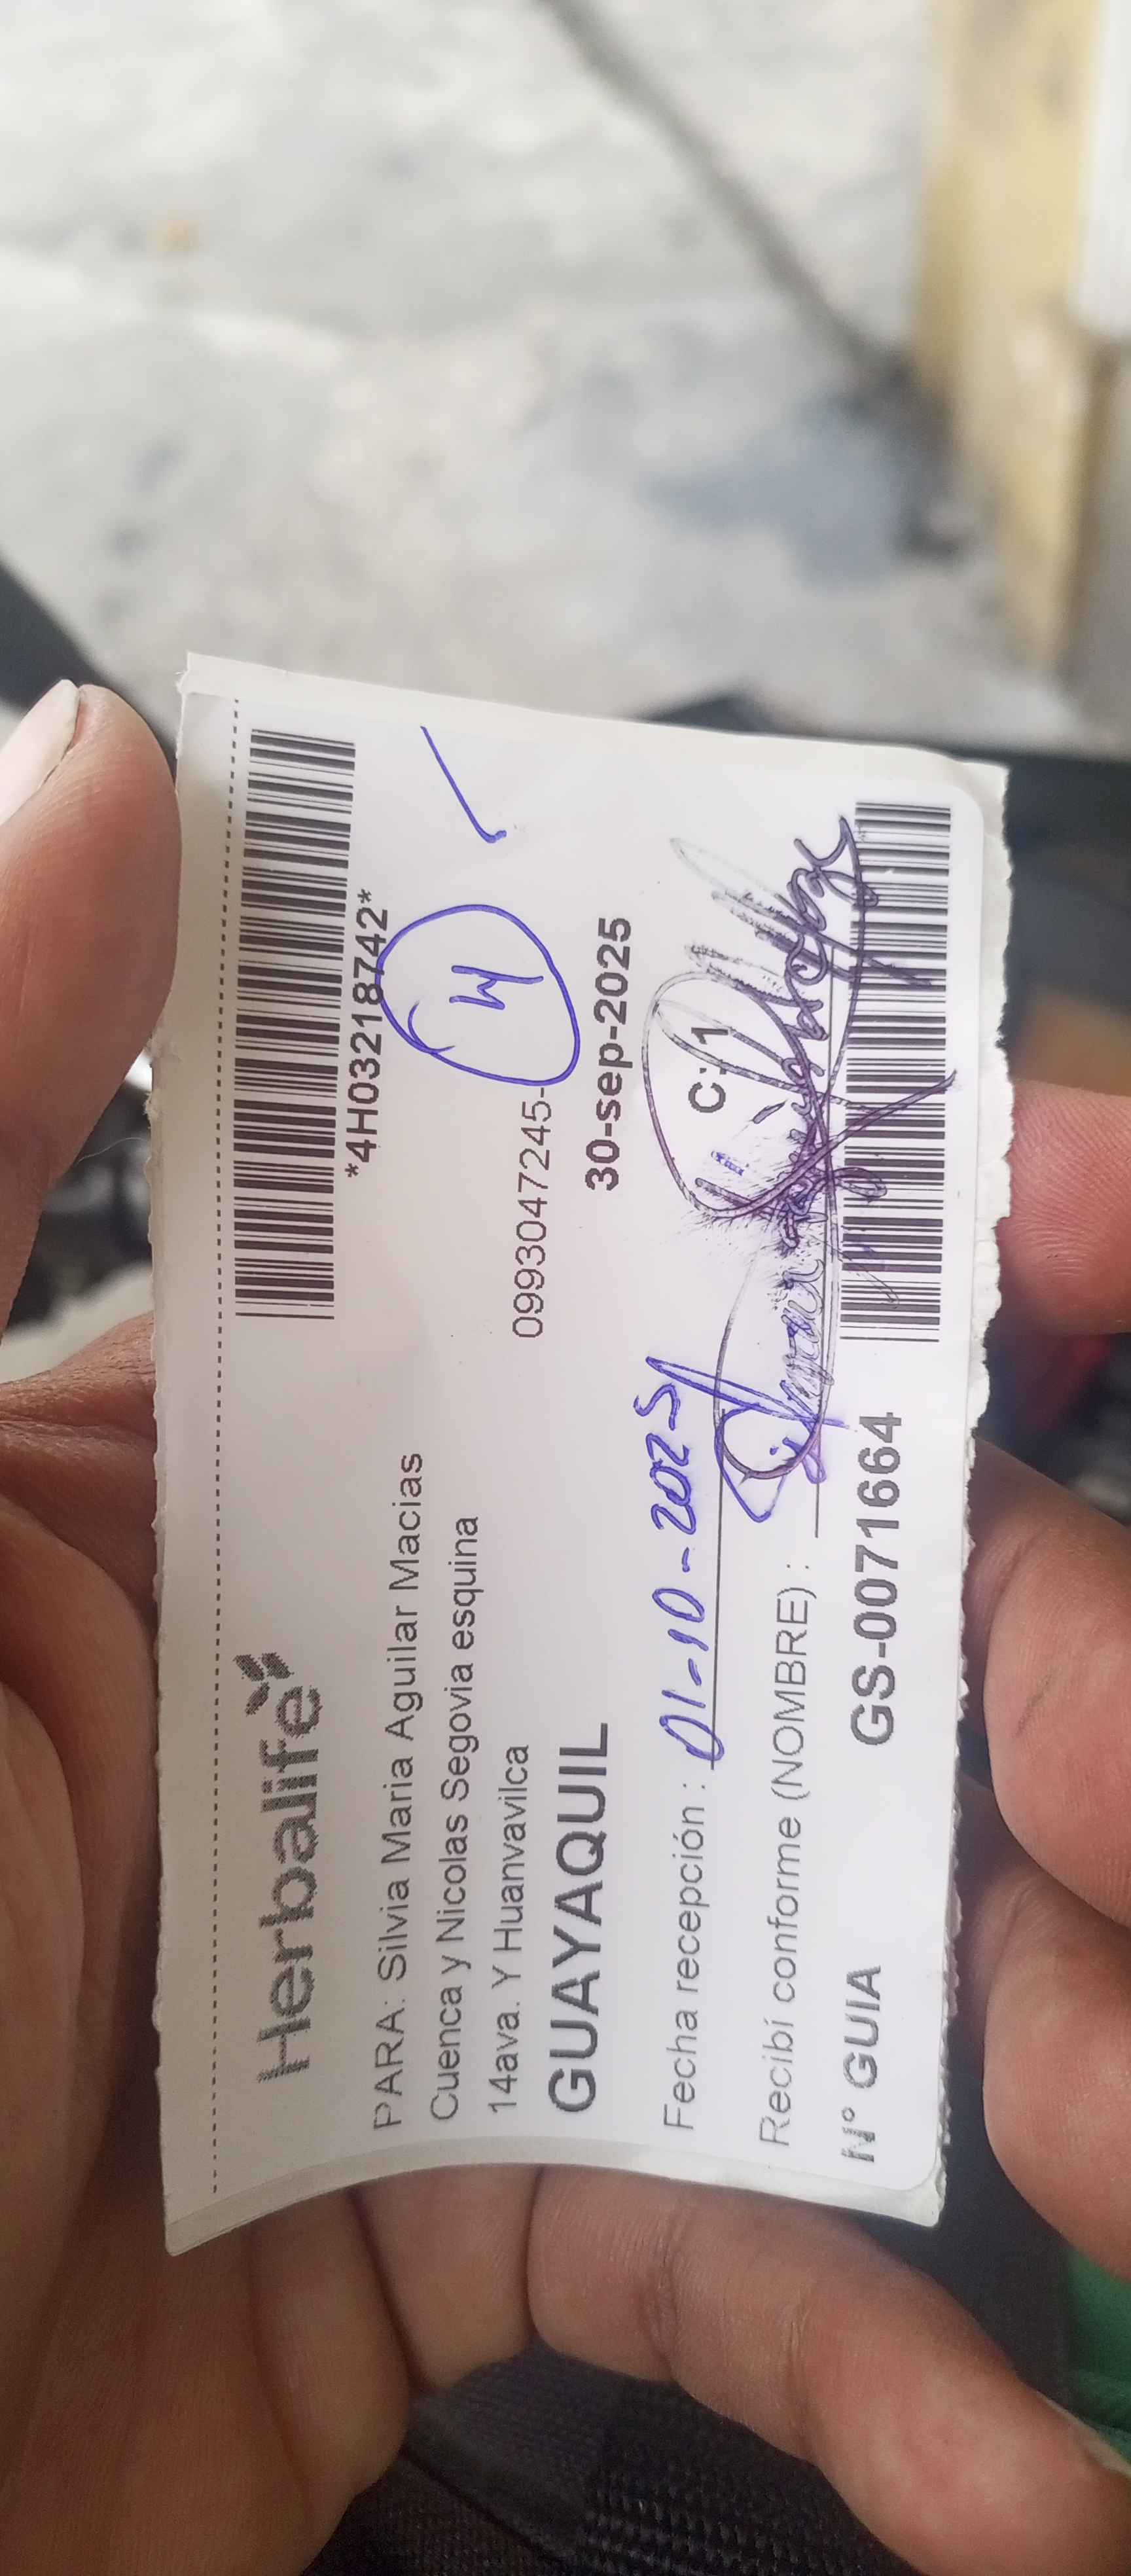 Herbalife
*4H03218742*
PARA: Silvia Maria Aguilar Macias
Cuenca y Nicolas Segovia esquina
14ava. Y Huanvavilca
0993047245-
GUAYAQUIL
30-sep-2025
Fecha recepción : 01-10-2025
C: 1
Recibí conforme (NOMBRE) :
N° GUIA GS-0071664